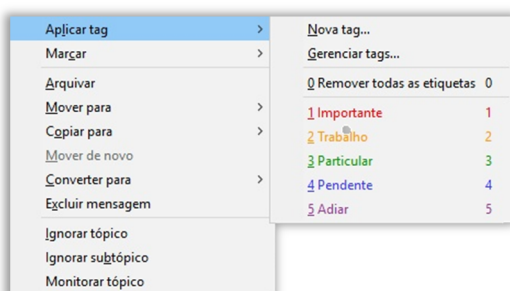 Aplicar tag
Marcar
Arquivar
Mover para
Copiar para
Mover de novo
Converter para
Excluir mensagem
Ignorar tópico
Ignorar subtópico
Monitorar tópico
Nova tag...
Gerenciar tags...
0 Remover todas as etiquetas 0
1 Importante 1
2 Trabalho 2
3 Particular 3
4 Pendente 4
5 Adiar 5